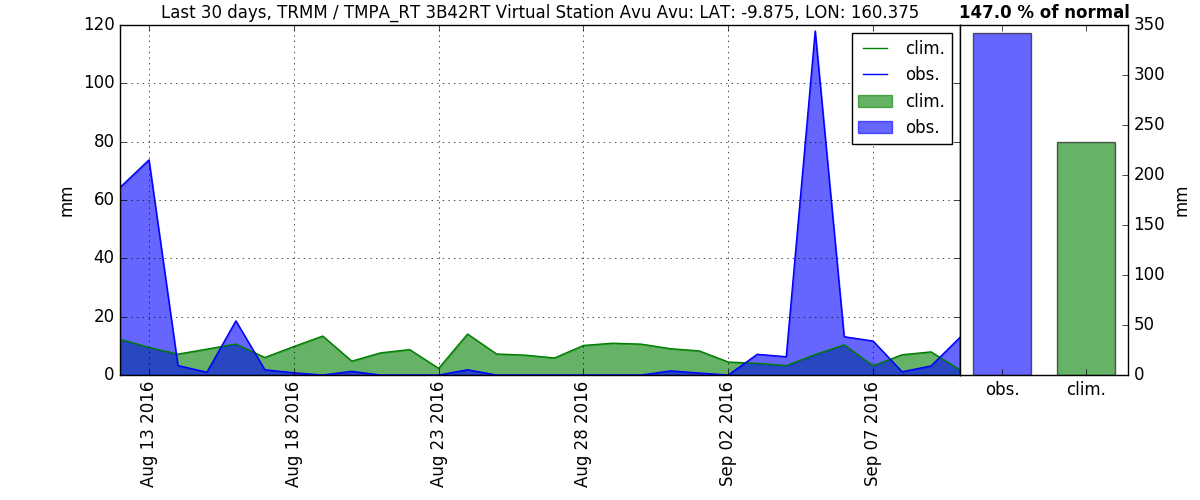 Last 30 days, TRMM / TMPA_RT 3B42RT Virtual Station Avu Avu: LAT: -9.875, LON: 160.375
147.0 % of normal
120
100
80
60
40
20
0
mm
clim.
obs.
clim.
obs.
350
300
250
200
150
100
50
0
mm
Aug 13 2016
Aug 18 2016
Aug 23 2016
Aug 28 2016
Sep 02 2016
Sep 07 2016
obs.
clim.